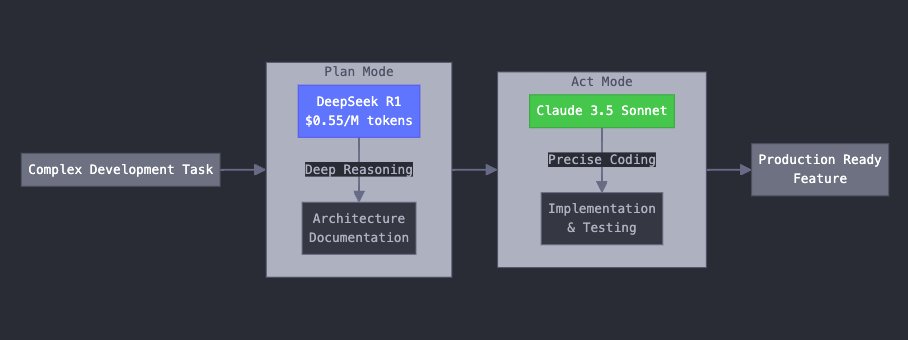 Complex Development Task
Plan Mode
DeepSeek R1
$0.55/M tokens
Deep Reasoning
Architecture
Documentation
Act Mode
Claude 3.5 Sonnet
Precise Coding
Implementation
& Testing
Production Ready
Feature